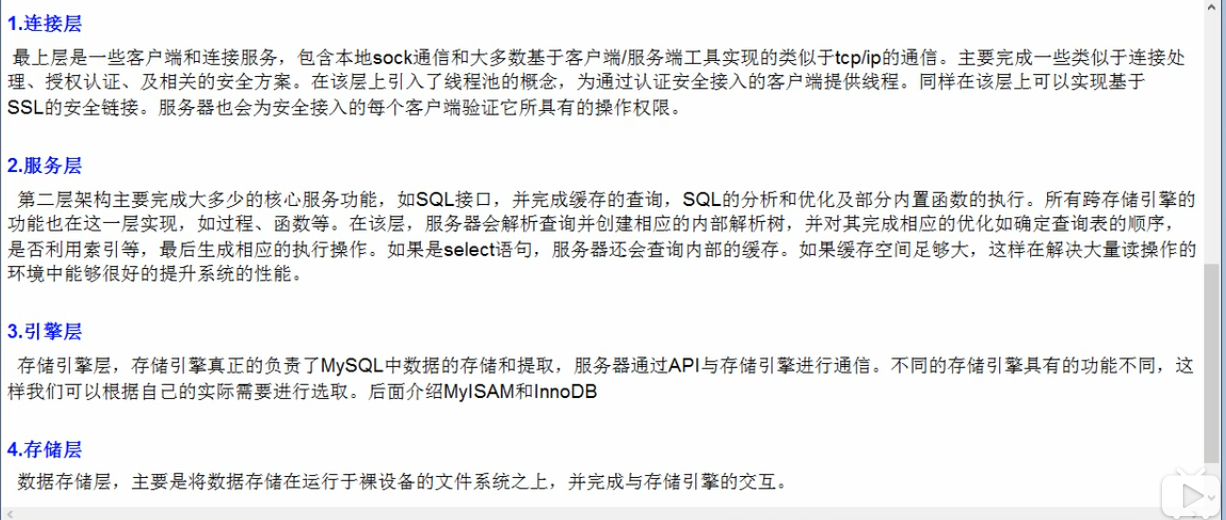 1.连接层
最上层是一些客户端和连接服务，包含本地sock通信和大多数基于客户端/服务端工具实现的类似于tcp/ip的通信。主要完成一些类似于连接处
理、授权认证、及相关的安全方案。在该层上引入了线程池的概念，为通过认证安全接入的客户端提供线程。同样在该层上可以实现基于
SSL的安全链接。服务器也会为安全接入的每个客户端验证它所具有的操作权限。
2.服务层
第二层架构主要完成大多少的核心服务功能，如SQL接口，并完成缓存的查询，SQL的分析和优化及部分内置函数的执行。所有跨存储引擎的
功能也在这一层实现，如过程、函数等。在该层，服务器会解析查询并创建相应的内部解析树，并对其完成相应的优化如确定查询表的顺序，
是否利用索引等，最后生成相应的执行操作。如果是select语句，服务器还会查询内部的缓存。如果缓存空间足够大，这样在解决大量读操作的
环境中能够很好的提升系统的性能。
3.引擎层
存储引擎层，存储引擎真正的负责了MySQL中数据的存储和提取，服务器通过API与存储引擎进行通信。不同的存储引擎具有的功能不同，这
样我们可以根据自己的实际需要进行选取。后面介绍MyISAM和InnoDB
4.存储层
数据存储层，主要是将数据存储在运行于裸设备的文件系统之上，并完成与存储引擎的交互。